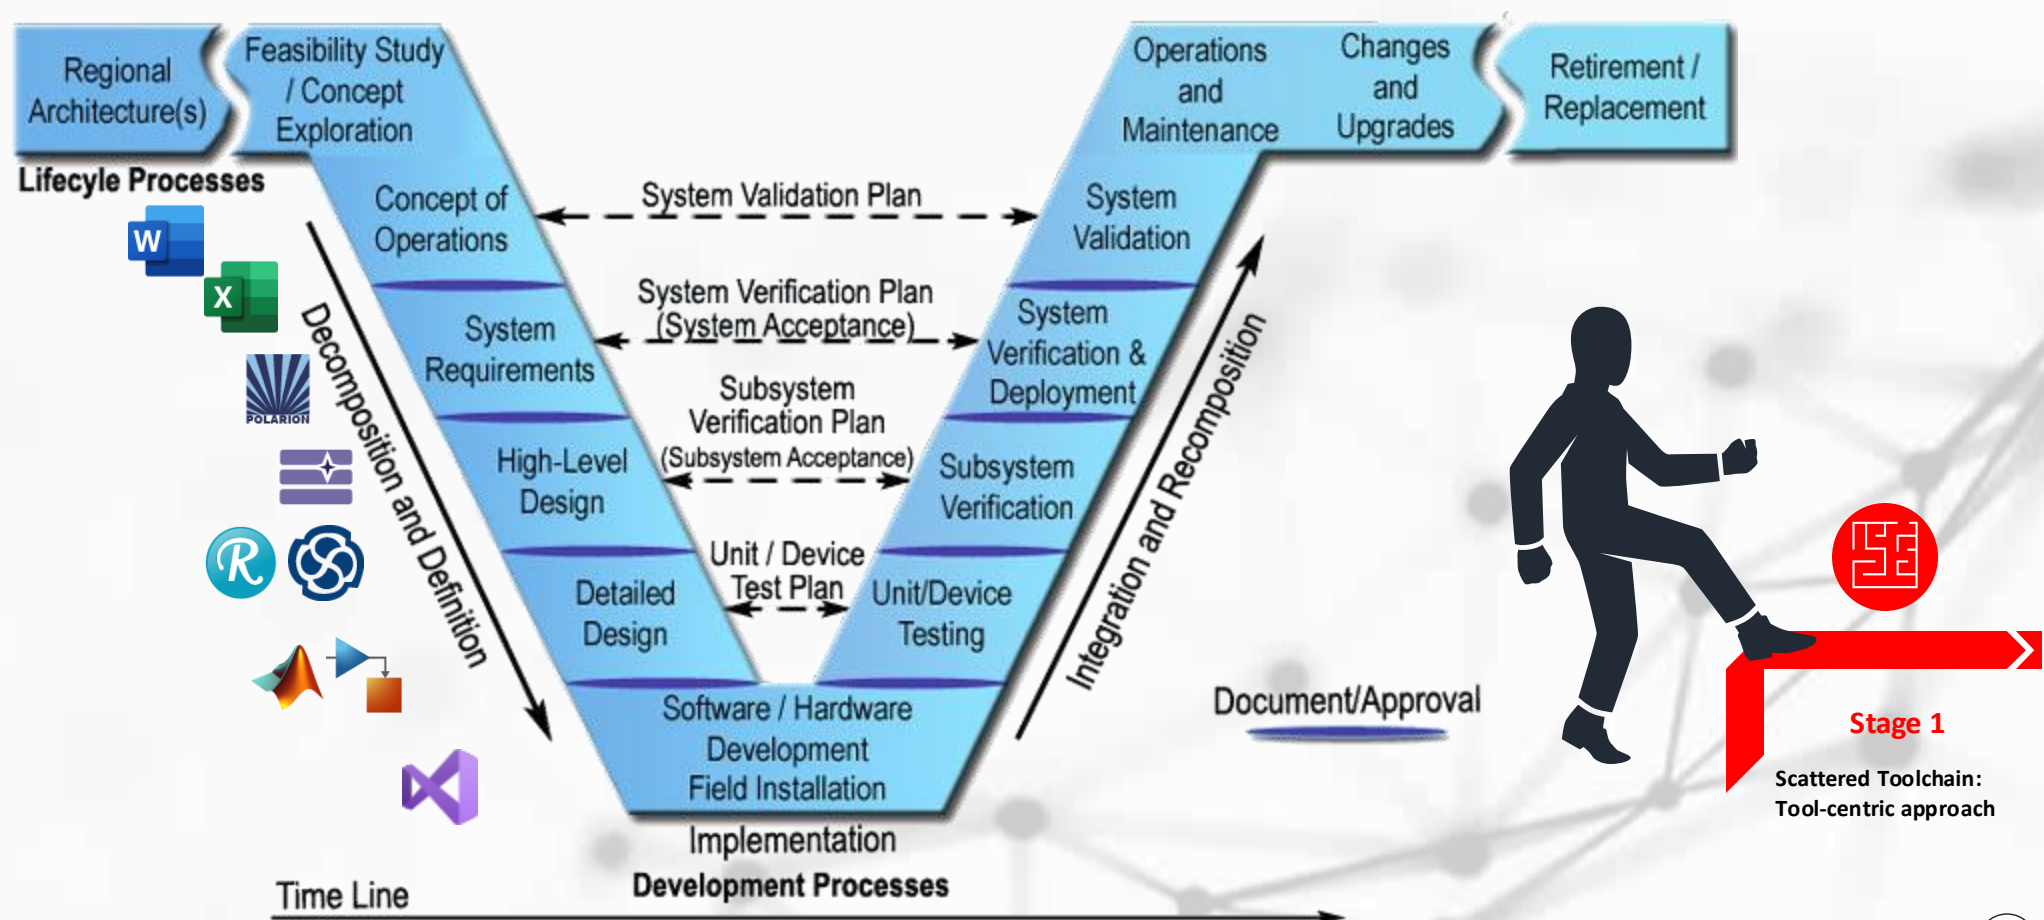 Regional
Architecture(s)
Feasibility Study
/ Concept
Exploration
Operations
and
Maintenance
Changes
and
Upgrades
Retirement /
Replacement
Lifecyle Processes
Concept of
Operations
System Validation Plan
System
Validation
W
X
POLARION
R
System
Requirements
System Verification Plan
(System Acceptance)
System
Verification &
Deployment
High-Level
Design
Subsystem
Verification Plan
(Subsystem Acceptance)
Subsystem
Verification
Detailed
Design
Unit / Device
Test Plan
Unit/Device
Testing
Decomposition and Definition
Integration and Recomposition
Software / Hardware
Development
Field Installation
Implementation
Development Processes
Time Line
Document/Approval
Stage 1
Scattered Toolchain:
Tool-centric approach